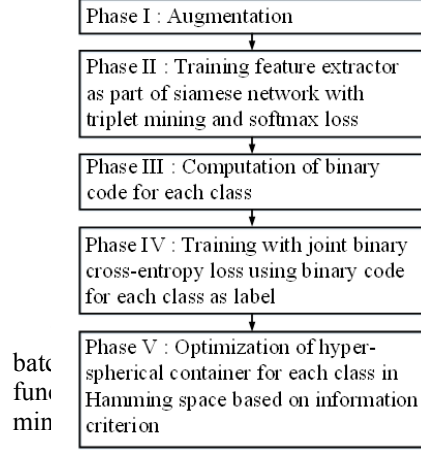 Phase I : Augmentation
Phase II : Training feature extractor
as part of siamese network with
triplet mining and softmax loss
Phase III : Computation of binary
code for each class
Phase IV : Training with joint binary
cross-entropy loss using binary code
for each class as label
Phase V : Optimization of hyper-
spherical container for each class in
Hamming space based on information
criterion